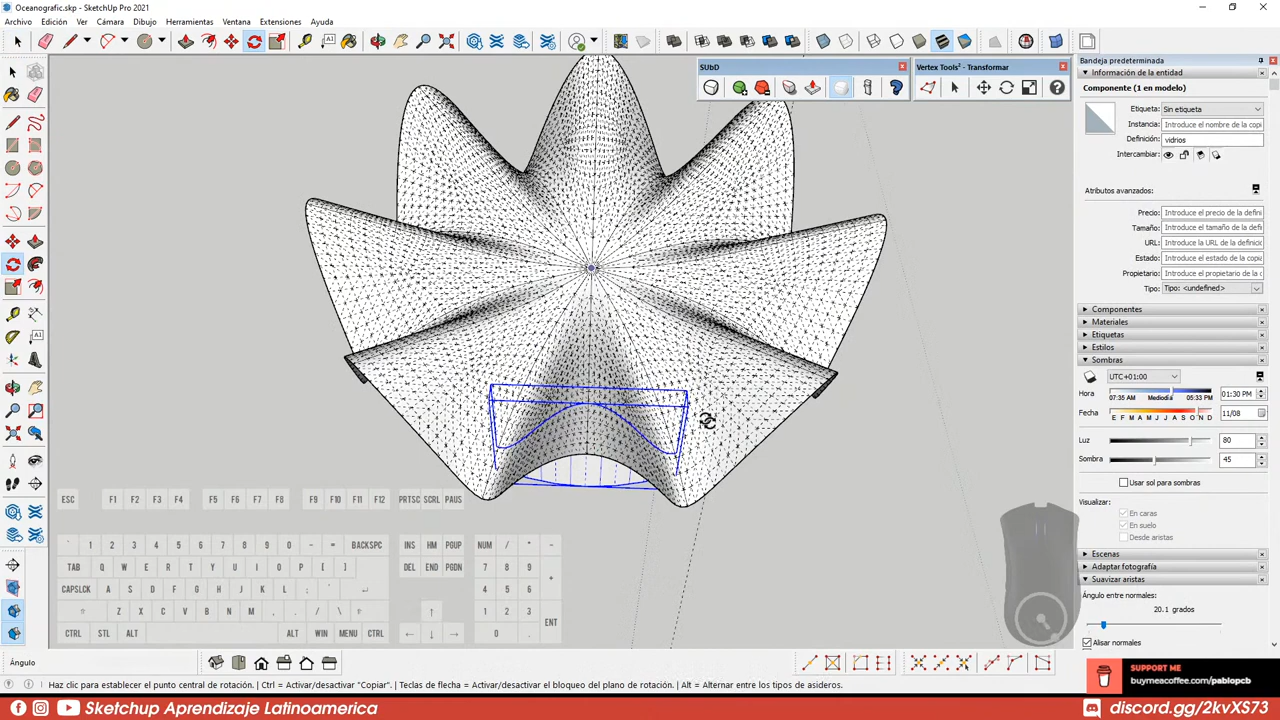 Oceanografic.skp - SketchUp Pro 2021
Archivo Edición Ver Cámara Dibujo Herramientas Ventana Extensiones Ayuda
SUbD
Vertex Tools² - Transformar
Bandeja predeterminada
Información de la entidad
Componente (1 en modelo)
Etiqueta: Sin etiqueta
Instancia: Introduce el nombre de la copi
Definición: vidrios
Intercambiar:
Atributos avanzados:
Precio: Introduce el precio de la defini
Tamaño: Introduce el tamaño de la defi
URL: Introduce la URL de la definició
Estado: Introduce el estado de la copia
Propietario: Introduce el propietario de la c
Tipo: Tipo: <undefined>
Componentes
Materiales
Etiquetas
Estilos
Sombras
UTC+01:00
Hora 01:30 PM
07:35 AM Mediodía 05:33 PM
Fecha 11/08
E F M A M J J A S O N D
Luz 80
Sombra 45
Usar sol para sombras
Visualizar:
En caras
En suelo
Desde aristas
Escenas
Adaptar fotografía
Suavizar aristas
Ángulo entre normales:
20.1 grados
Alisar normales
ESC F1 F2 F3 F4 F5 F6 F7 F8 F9 F10 F11 F12 PRTSC SCRL PAUS
` 1 2 3 4 5 6 7 8 9 0 - = BACKSPC INS HM PGUP NUM / * -
TAB Q W E R T Y U I O P [ ] DEL END PGDN 7 8 9 +
CAPSLCK A S D F G H J K L ; ' 4 5 6
⇧ Z X C V B N M , . / \ ⇧ ↑ 1 2 3 ENT
CTRL STL ALT ALT WIN MENU CTRL ← ↓ → 0 .
Ángulo
Haz clic para establecer el punto central de rotación. | Ctrl = Activar/desactivar "Copiar". | Teclas de flecha = Activar/desactivar el bloqueo del plano de rotación. | Alt = Alternar entre los tipos de asideros.
SUPPORT ME
buymeacoffee.com/pablopcb
Sketchup Aprendizaje Latinoamerica
discord.gg/2kvXS73